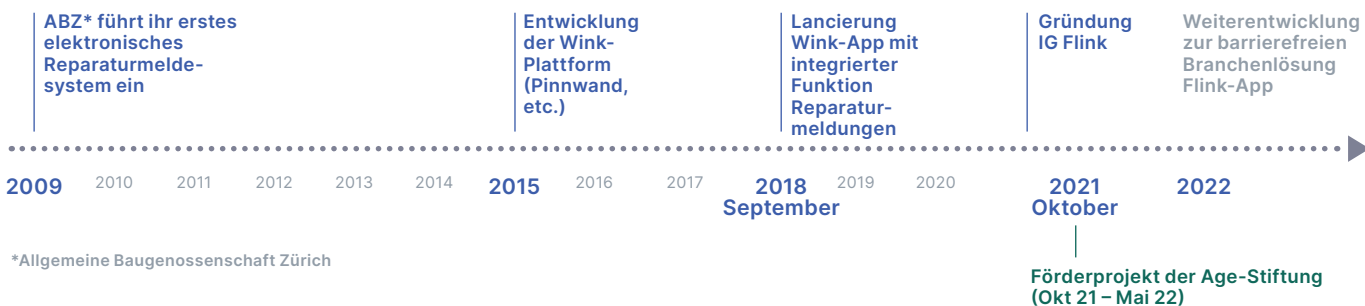 ABZ* führt ihr erstes
elektronisches
Reparaturmelde-
system ein
Entwicklung
der Wink-
Plattform
(Pinnwand,
etc.)
Lancierung
Wink-App mit
integrierter
Funktion
Reparatur-
meldungen
Gründung
IG Flink
Weiterentwicklung
zur barrierefreien
Branchenlösung
Flink-App
2009 2010 2011 2012 2013 2014 2015 2016 2017 2018 2019 2020 2021 2022
September Oktober
*Allgemeine Baugenossenschaft Zürich
Förderprojekt der Age-Stiftung
(Okt 21 – Mai 22)